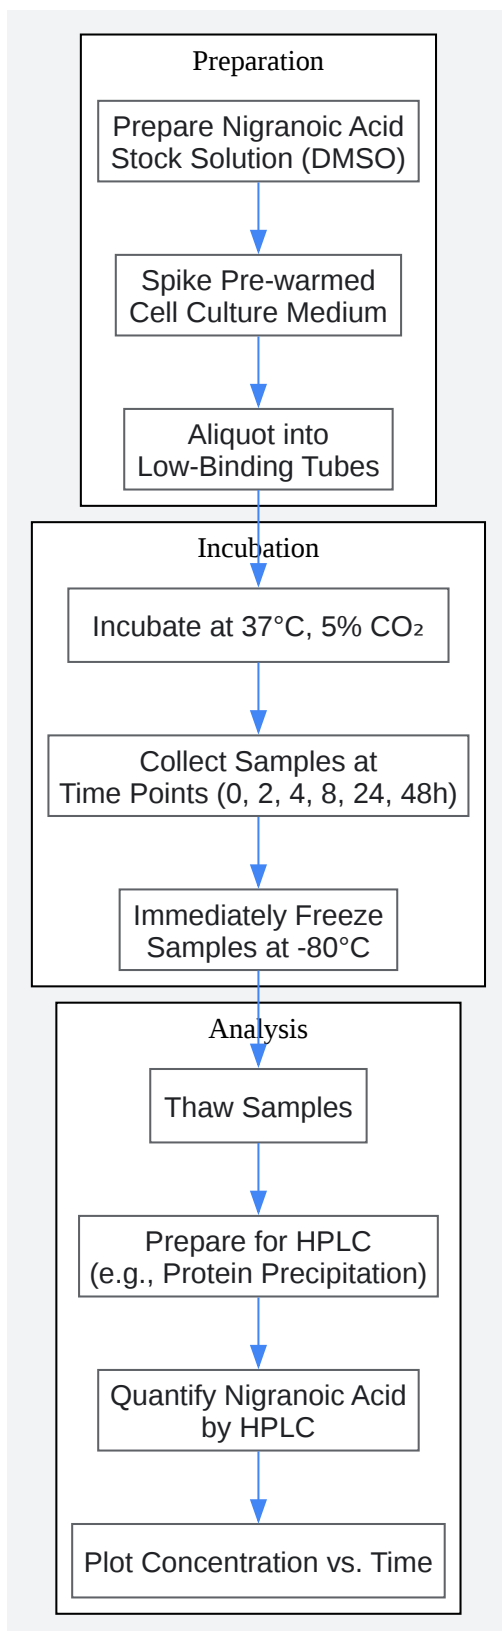 Preparation
Prepare Nigranoic Acid
Stock Solution (DMSO)
Spike Pre-warmed
Cell Culture Medium
Aliquot into
Low-Binding Tubes
Incubation
Incubate at 37°C, 5% CO₂
Collect Samples at
Time Points (0, 2, 4, 8, 24, 48h)
Immediately Freeze
Samples at -80°C
Analysis
Thaw Samples
Prepare for HPLC
(e.g., Protein Precipitation)
Quantify Nigranoic Acid
by HPLC
Plot Concentration vs. Time